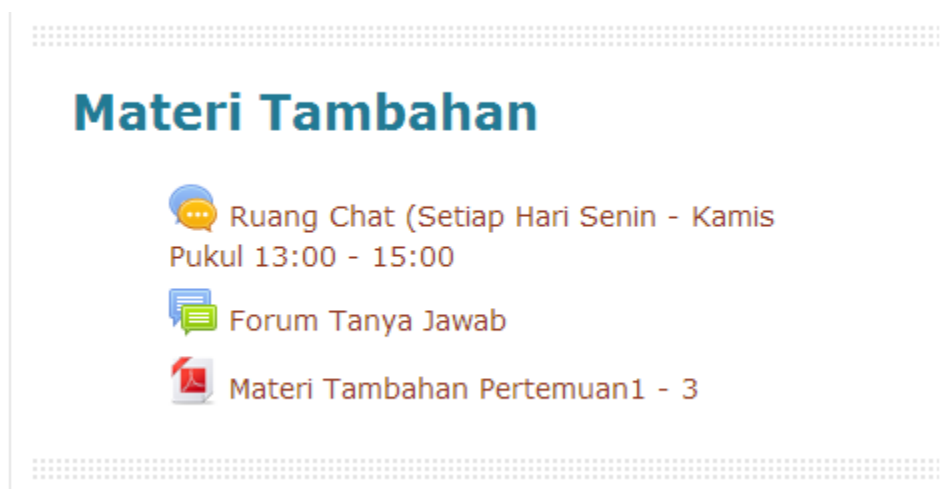 Materi Tambahan
Ruang Chat (Setiap Hari Senin - Kamis
Pukul 13:00 - 15:00
Forum Tanya Jawab
Materi Tambahan Pertemuan1 - 3